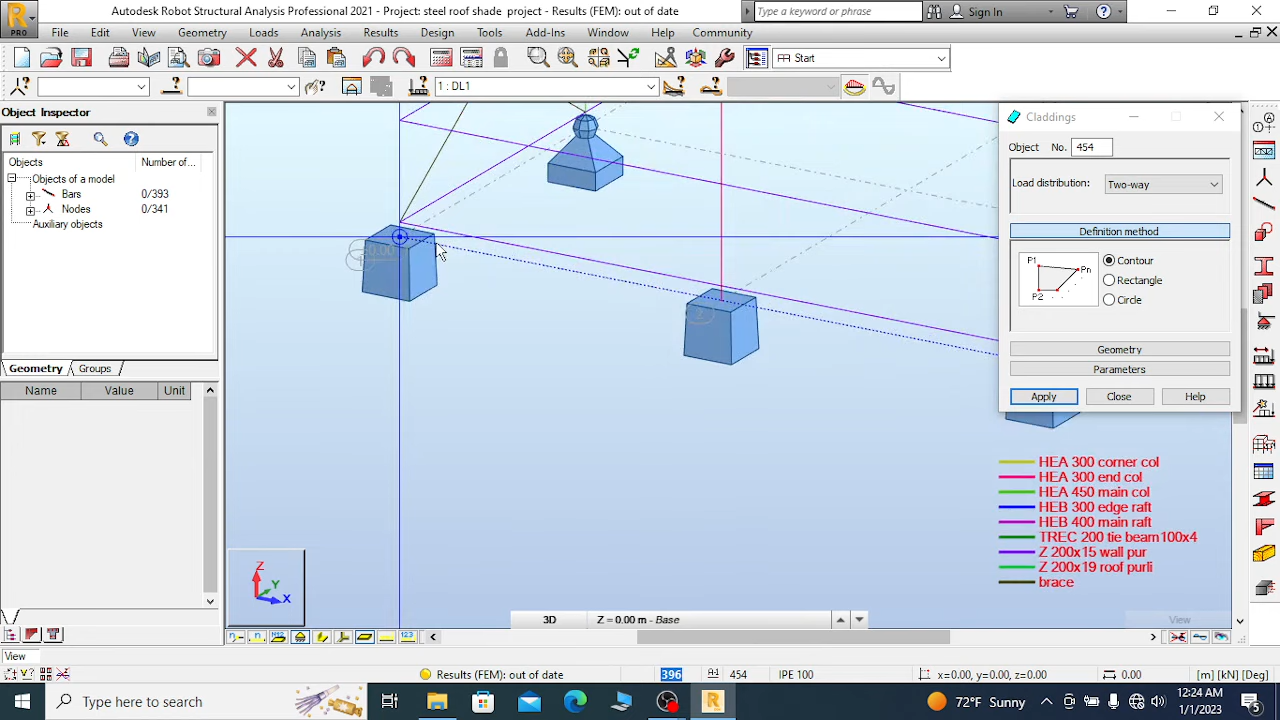 PRO
Autodesk Robot Structural Analysis Professional 2021 - Project: steel roof shade project - Results (FEM): out of date
Type a keyword or phrase
Sign In
File Edit View Geometry Loads Analysis Results Design Tools Add-Ins Window Help Community
Start
1 : DL1
Object Inspector
Objects Number of...
Objects of a model
Bars 0/393
Nodes 0/341
Auxiliary objects
Geometry Groups
Name Value Unit
Claddings
Object No. 454
Load distribution: Two-way
Definition method
P1 Pn P2
Contour
Rectangle
Circle
Geometry
Parameters
Apply Close Help
HEA 300 corner col
HEA 300 end col
HEA 450 main col
HEB 300 edge raft
HEB 400 main raft
TREC 200 tie beam100x4
Z 200x15 wall pur
Z 200x19 roof purli
brace
Z
Y
X
3D Z = 0.00 m - Base
View
View
Results (FEM): out of date 396 454 IPE 100 x=0.00, y=0.00, z=0.00 0.00 [m] [kN] [Deg]
Type here to search
72°F Sunny
12:24 AM
1/1/2023
5